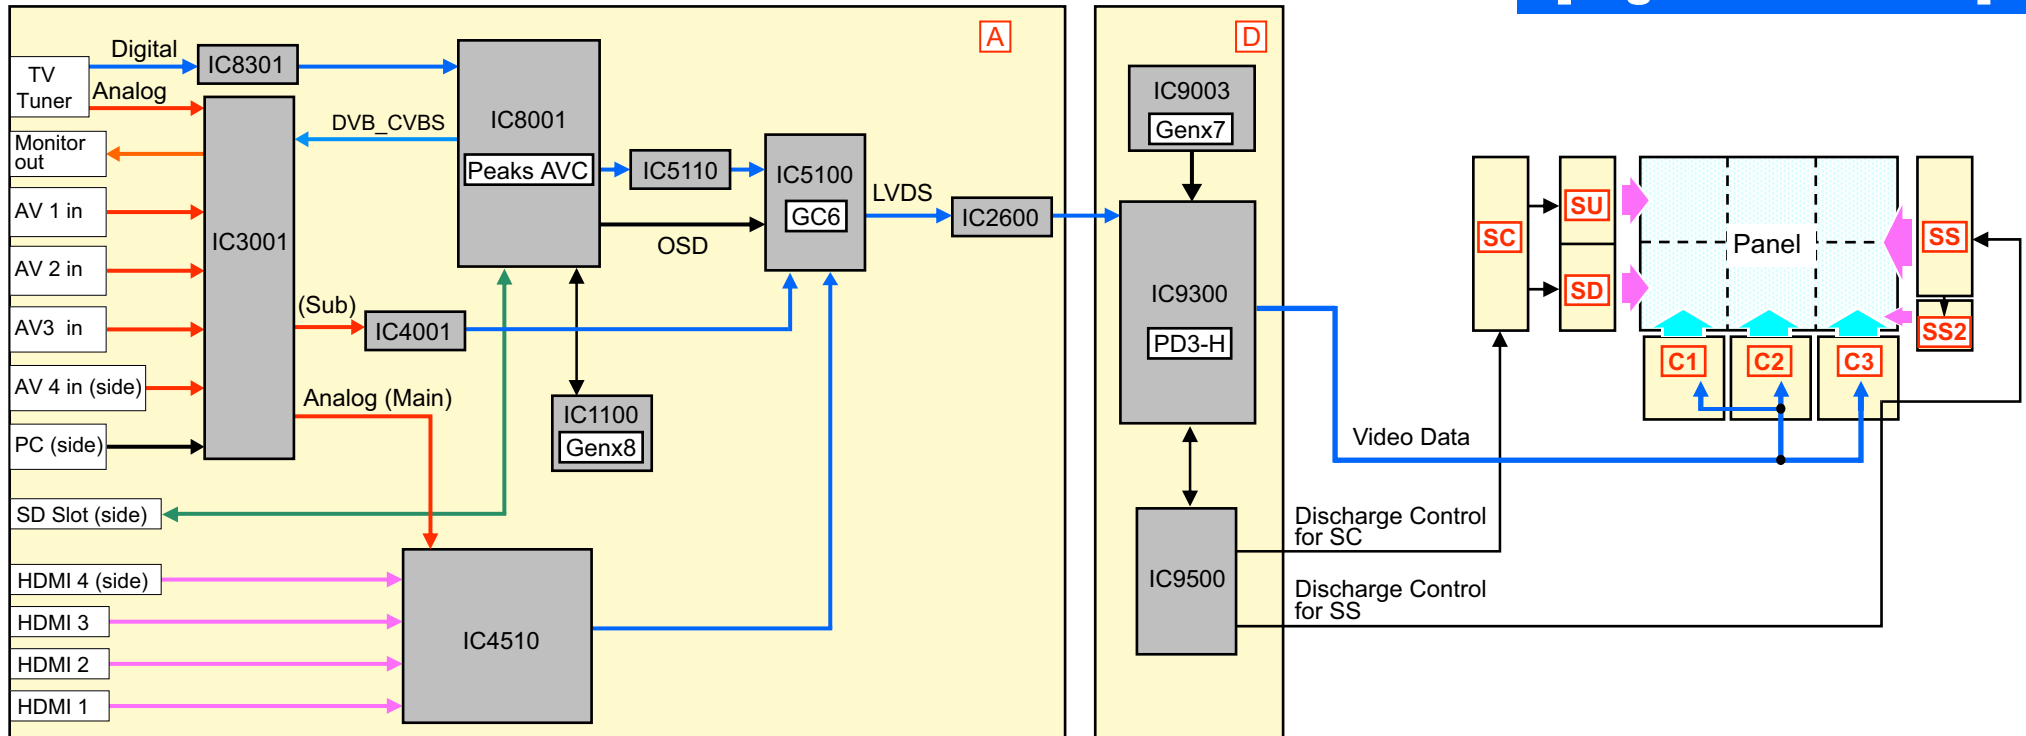 A
D
Digital
IC8301
TV
Tuner
Analog
DVB_CVBS
IC8001
Peaks AVC
Monitor
out
AV 1 in
IC3001
AV 2 in
AV3 in
AV 4 in (side)
PC (side)
(Sub)
IC4001
Analog (Main)
IC5110
IC5100
GC6
OSD
LVDS
IC2600
IC1100
Genx8
SD Slot (side)
HDMI 4 (side)
HDMI 3
HDMI 2
HDMI 1
IC4510
IC9003
Genx7
IC9300
PD3-H
IC9500
Video Data
Discharge Control
for SC
Discharge Control
for SS
SC
SU
SD
Panel
SS
SS2
C1
C2
C3